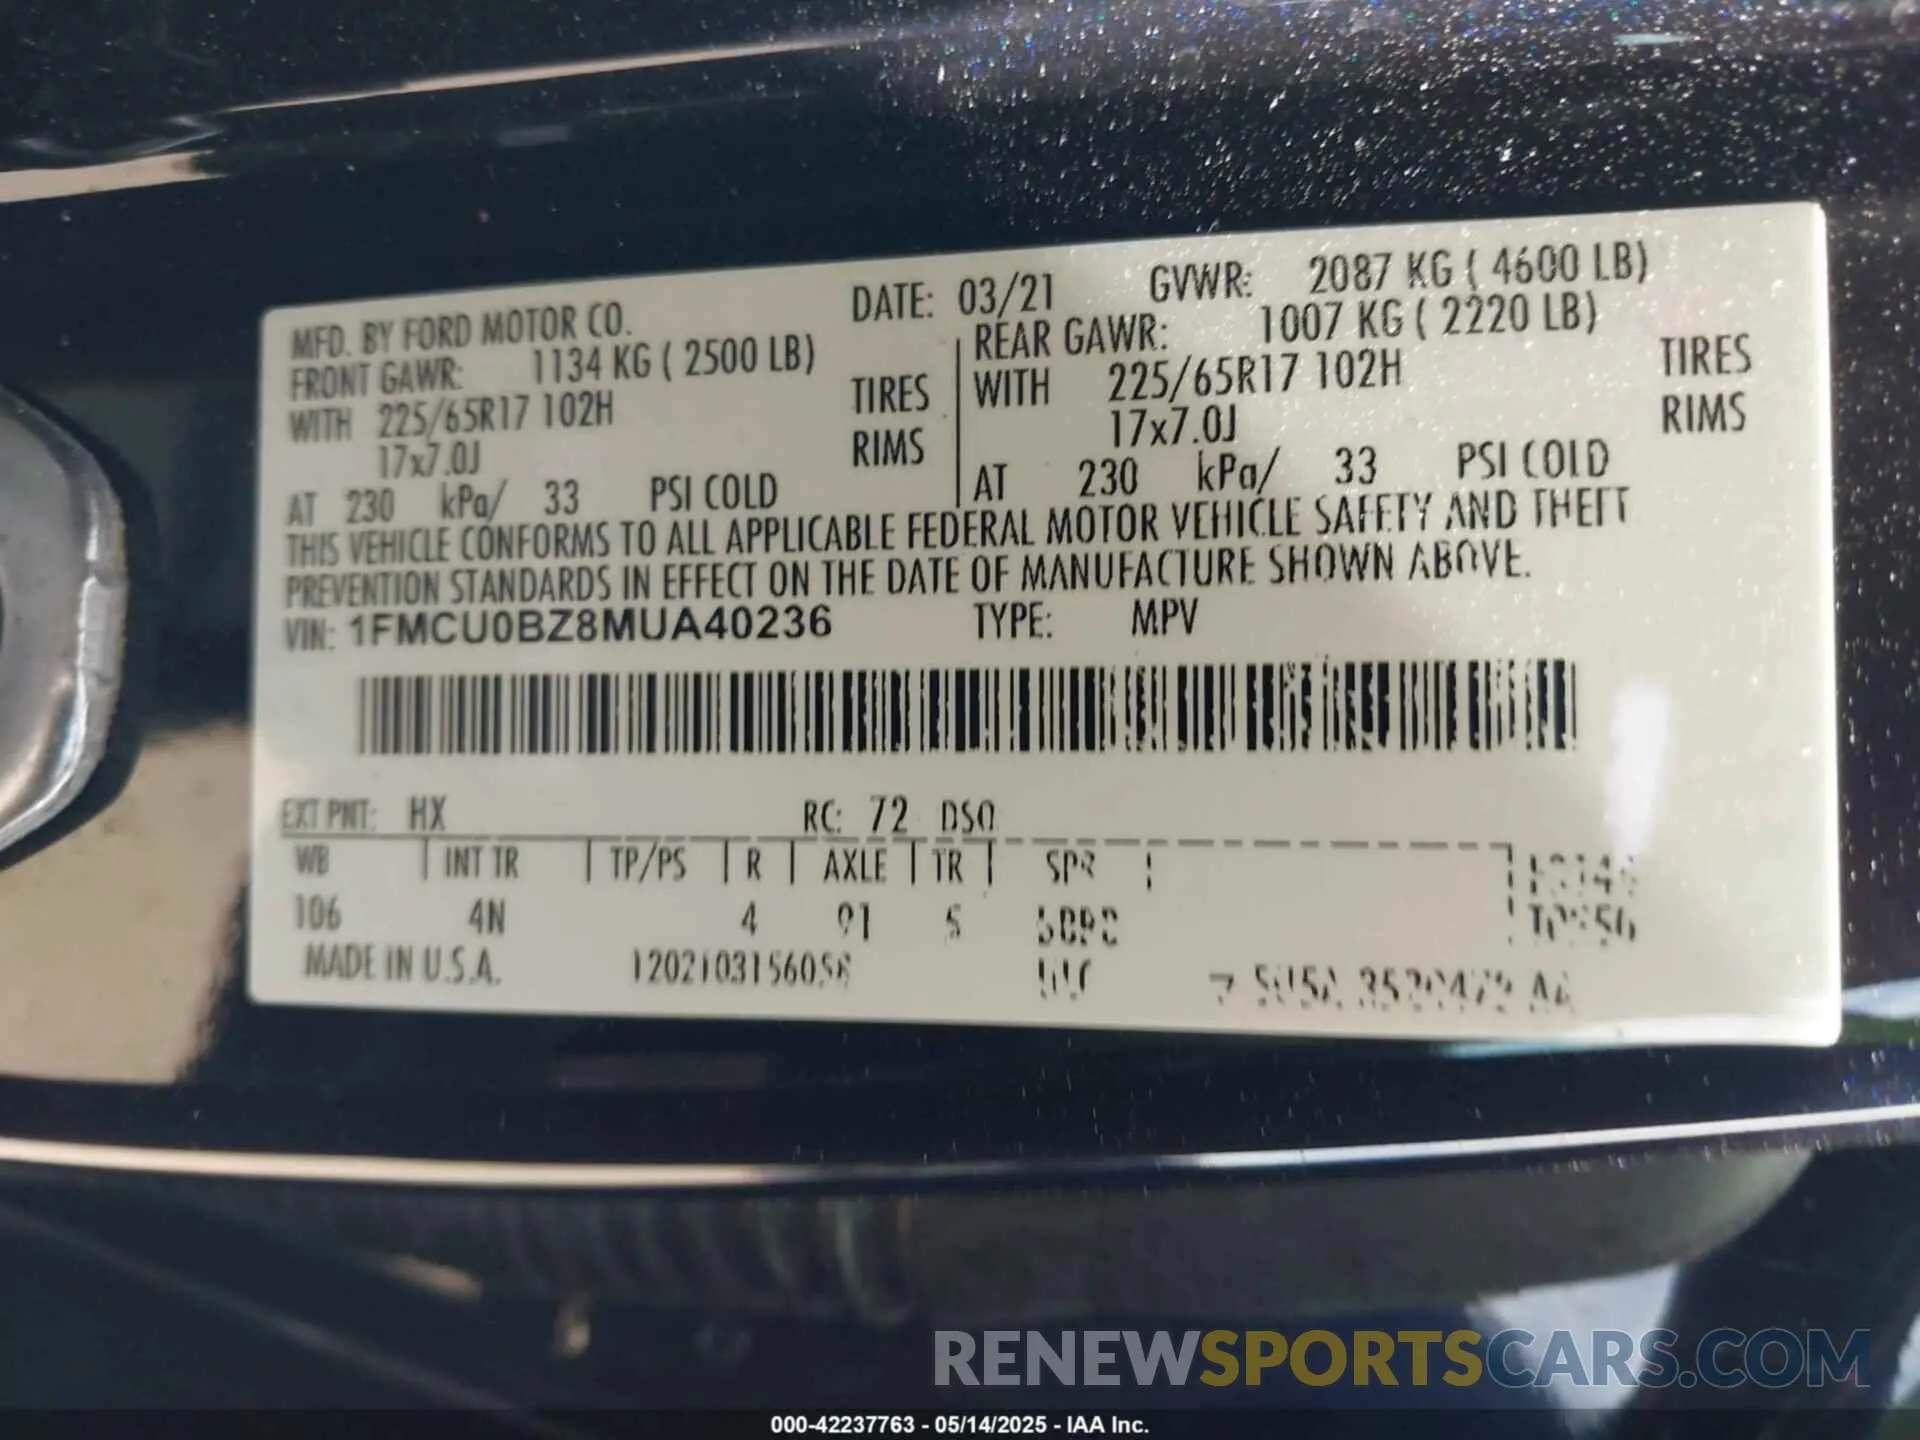 MFD. BY FORD MOTOR CO. DATE: 03/21 GVWR: 2087 KG ( 4600 LB)
FRONT GAWR: 1134 KG ( 2500 LB) REAR GAWR: 1007 KG ( 2220 LB)
WITH 225/65R17 102H TIRES WITH 225/65R17 102H TIRES
17x7.0J RIMS 17x7.0J RIMS
AT 230 kPa/ 33 PSI COLD AT 230 kPa/ 33 PSI COLD
THIS VEHICLE CONFORMS TO ALL APPLICABLE FEDERAL MOTOR VEHICLE SAFETY AND THEFT
PREVENTION STANDARDS IN EFFECT ON THE DATE OF MANUFACTURE SHOWN ABOVE.
VIN: 1FMCU0BZ8MUA40236 TYPE: MPV
EXT PNT: HX RC: 72 DSO
WB INT TR TP/PS R AXLE TR SPR
106 4N 4
MADE IN U.S.A.
RENEWSPORTSCARS.COM
000-42237763 - 05/14/2025 - IAA Inc.